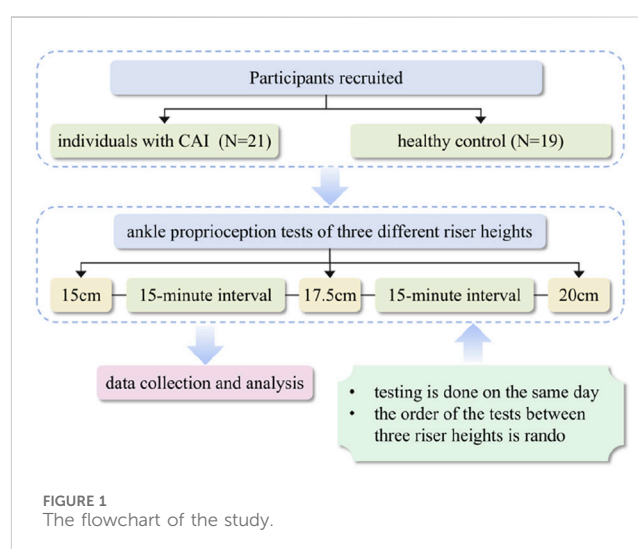 Participants recruited
individuals with CAI (N=21)
healthy control (N=19)
ankle proprioception tests of three different riser heights
15cm
15-minute interval
17.5cm
15-minute interval
20cm
data collection and analysis
• testing is done on the same day
• the order of the tests between
three riser heights is rando
FIGURE 1
The flowchart of the study.